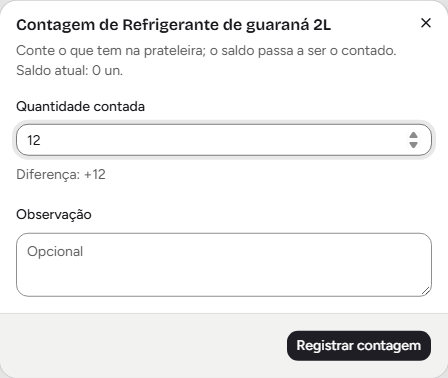 Contagem de Refrigerante de guaraná 2L
Conte o que tem na prateleira; o saldo passa a ser o contado.
Saldo atual: 0 un.
Quantidade contada
12
Diferença: +12
Observação
Opcional
Registrar contagem